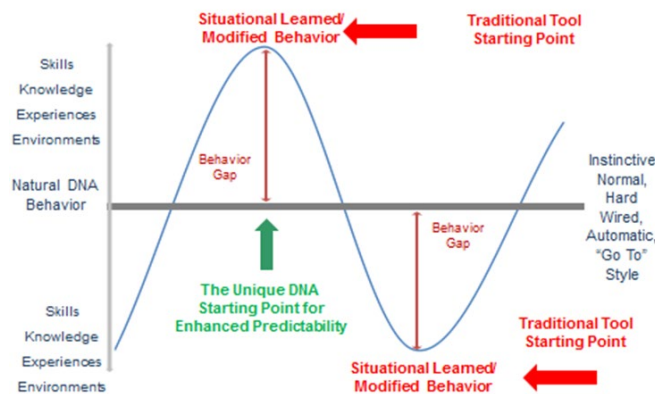 Situational Learned/
Modified Behavior
Traditional Tool
Starting Point
Skills
Knowledge
Experiences
Environments
Behavior
Gap
Natural DNA
Behavior
Instinctive
Normal,
Hard
Wired,
Automatic,
"Go To"
Style
Behavior
Gap
The Unique DNA
Starting Point for
Enhanced Predictability
Skills
Knowledge
Experiences
Environments
Traditional Tool
Starting Point
Situational Learned/
Modified Behavior